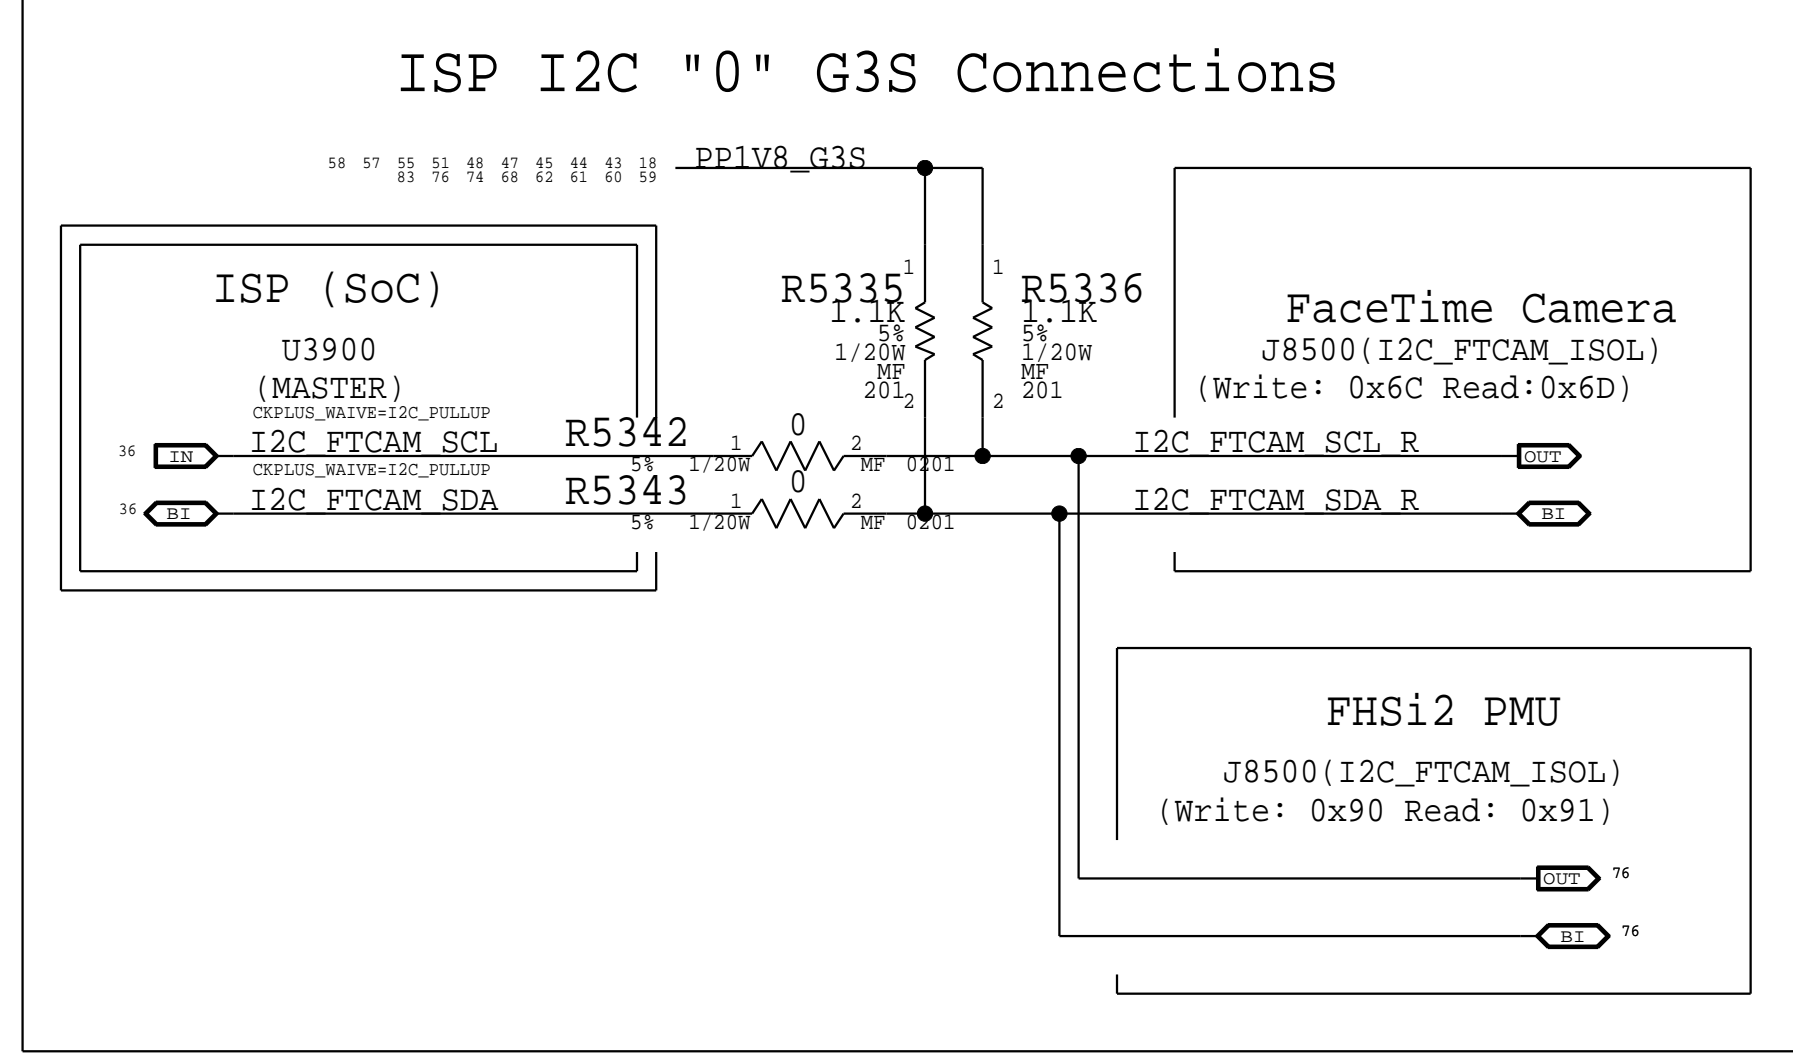 ISP I2C "0" G3S Connections
58 57 55 51 48 47 45 44 43 18
83 76 74 68 62 61 60 59
PP1V8_G3S
ISP (SoC)
U3900
(MASTER)
CKPLUS_WAIVE=I2C_PULLUP
36 IN I2C_FTCAM_SCL
CKPLUS_WAIVE=I2C_PULLUP
36 BI I2C_FTCAM_SDA
1
R5335
1.1K
5%
1/20W
MF
201
2
1
R5336
1.1K
5%
1/20W
MF
201
2
R5342 1 0 2
5% 1/20W MF 0201
R5343 1 0 2
5% 1/20W MF 0201
FaceTime Camera
J8500(I2C_FTCAM_ISOL)
(Write: 0x6C Read:0x6D)
I2C_FTCAM_SCL_R OUT
I2C_FTCAM_SDA_R BI
FHSi2 PMU
J8500(I2C_FTCAM_ISOL)
(Write: 0x90 Read: 0x91)
OUT 76
BI 76